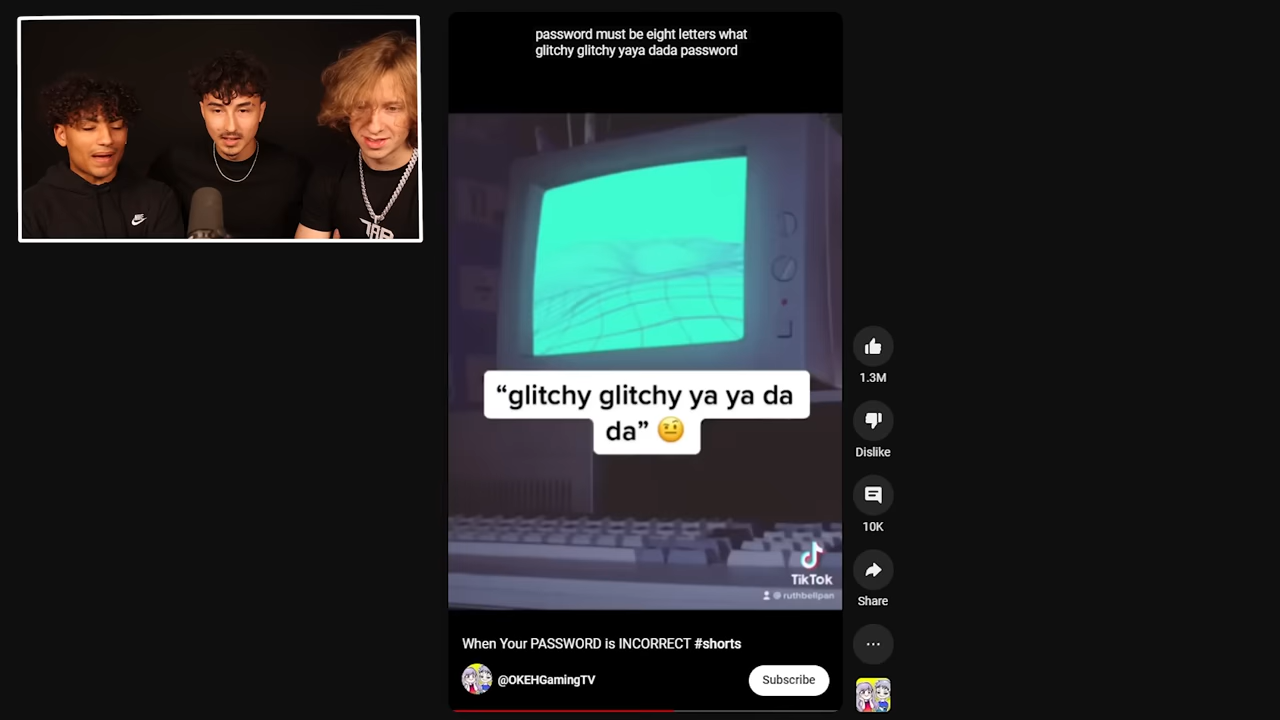 password must be eight letters what
glitchy glitchy yaya dada password
“glitchy glitchy ya ya da
da” 🤨
TikTok
@ruthbellpan
1.3M
Dislike
10K
Share
When Your PASSWORD is INCORRECT #shorts
@OKEHGamingTV
Subscribe